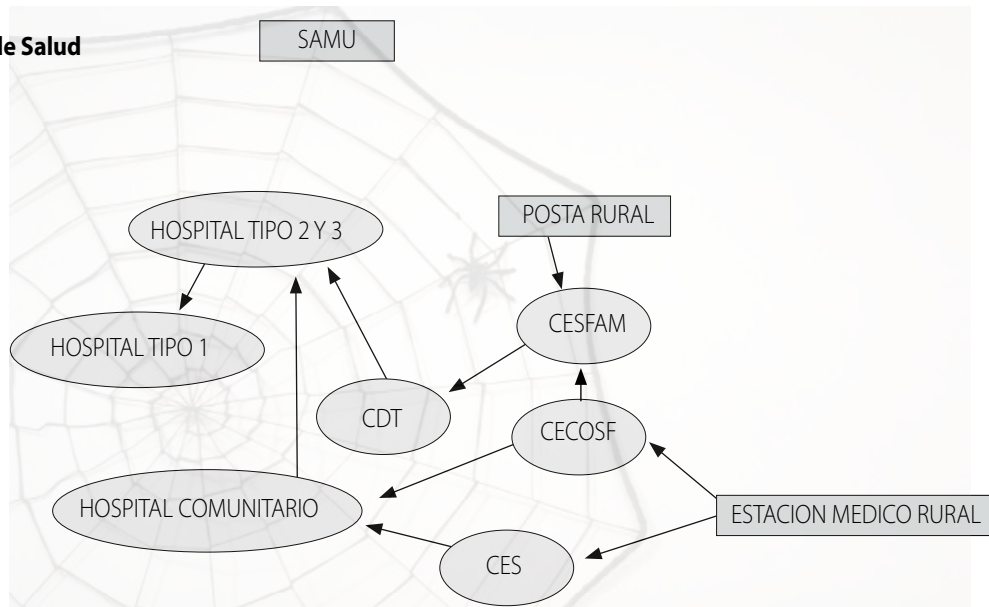 de Salud
SAMU
POSTA RURAL
HOSPITAL TIPO 2 Y 3
CESFAM
HOSPITAL TIPO 1
CDT
CECOSF
HOSPITAL COMUNITARIO
ESTACION MEDICO RURAL
CES